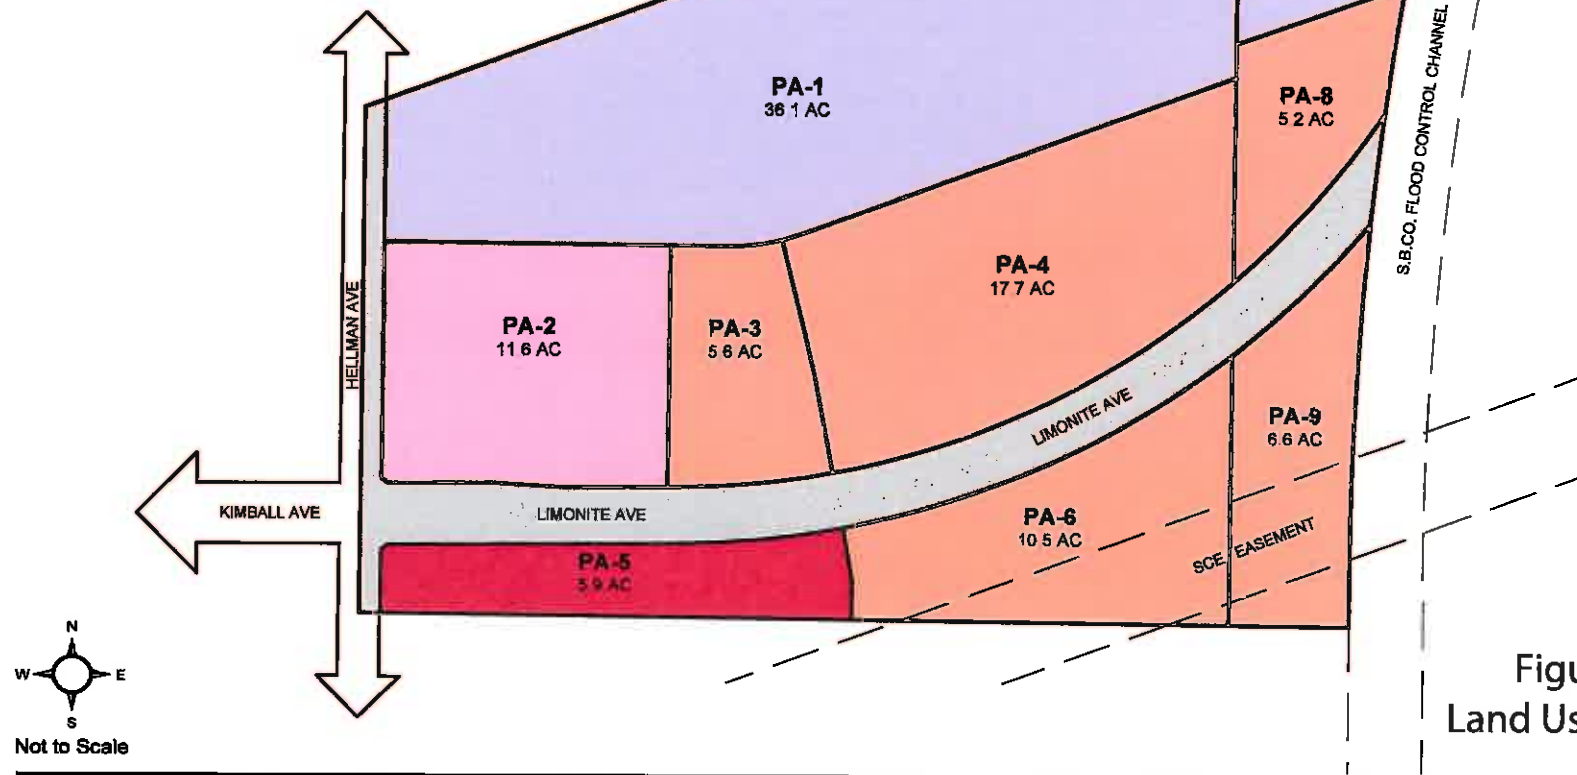 PA-1
36 1 AC
PA-8
5 2 AC
S.B.CO. FLOOD CONTROL CHANNEL
PA-4
17 7 AC
HELLMAN AVE
PA-2
11 6 AC
PA-3
5 6 AC
LIMONITE AVE
PA-9
6.6 AC
KIMBALL AVE
LIMONITE AVE
PA-6
10 5 AC
SCE EASEMENT
PA-5
5 9 AC
N
W
E
S
Not to Scale
Figu
Land Us